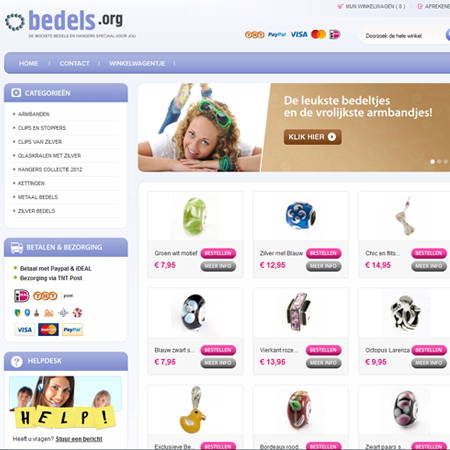 bedels.org
DE MOOISTE BEDELS EN HANGERS SPECIAAL VOOR JOU
MIJN WINKELWAGEN ( 0 )
AFREKENE
TNT PayPal VISA
Doorzoek de hele winkel
HOME
CONTACT
WINKELWAGENTJE
CATEGORIEËN
ARMBANDEN
CLIPS EN STOPPERS
CLIPS VAN ZILVER
GLASKRALEN MET ZILVER
HANGERS COLLECTIE 2012
KETTINGEN
METAAL BEDELS
ZILVER BEDELS
De leukste bedeltjes
en de vrolijkste armbandjes!
KLIK HIER
BETALEN & BEZORGING
Betaal met Paypal & iDEAL
Bezorging via TNT Post
TNT post
VISA MasterCard PayPal
HELPDESK
HELP!
Heeft u vragen? Stuur een bericht
Groen wit motief
BESTELLEN
€ 7,95
MEER INFO
Zilver met Blauw
BESTELLEN
€ 12,95
MEER INFO
Chic en flits...
BESTELLEN
€ 14,95
MEER INFO
Blauw zwart s...
BESTELLEN
€ 7,95
MEER INFO
Vierkant roze...
BESTELLEN
€ 13,95
MEER INFO
Octopus Larenza
BESTELLEN
€ 9,95
MEER INFO
Exclusieve Be...
BESTELLEN
Bordeaux rood...
BESTELLEN
Zwart paars s...
BESTELLEN